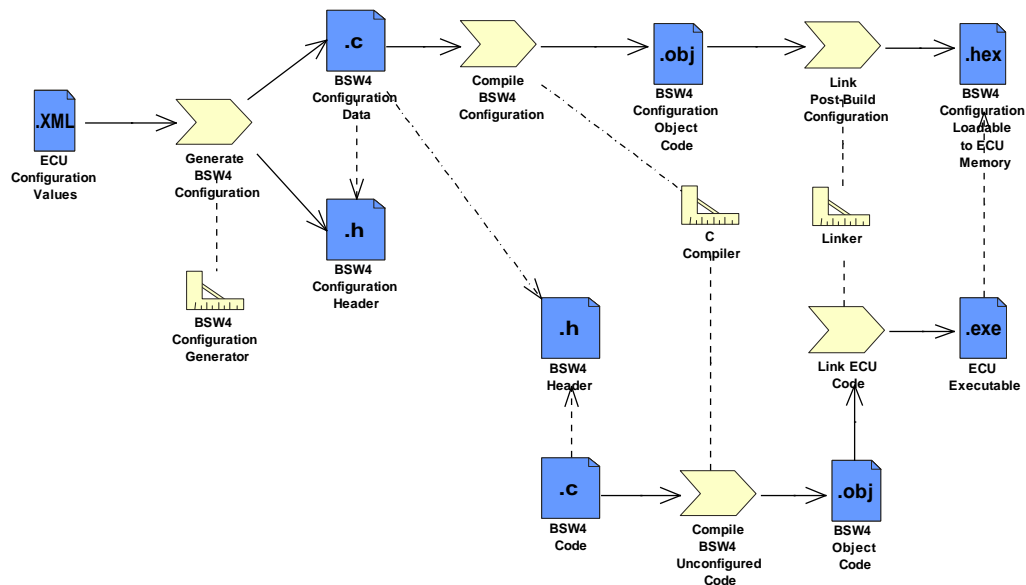 .c
BSW4
Configuration
Data
Compile
BSW4
Configuration
.obj
BSW4
Configuration
Object
Code
Link
Post-Build
Configuration
.hex
BSW4
Configuration
Loadable
to ECU
Memory
.XML
ECU
Configuration
Values
Generate
BSW4
Configuration
.h
BSW4
Configuration
Header
BSW4
Configuration
Generator
C
Compiler
Linker
.h
BSW4
Header
Link ECU
Code
.exe
ECU
Executable
.c
BSW4
Code
Compile
BSW4
Unconfigured
Code
.obj
BSW4
Object
Code